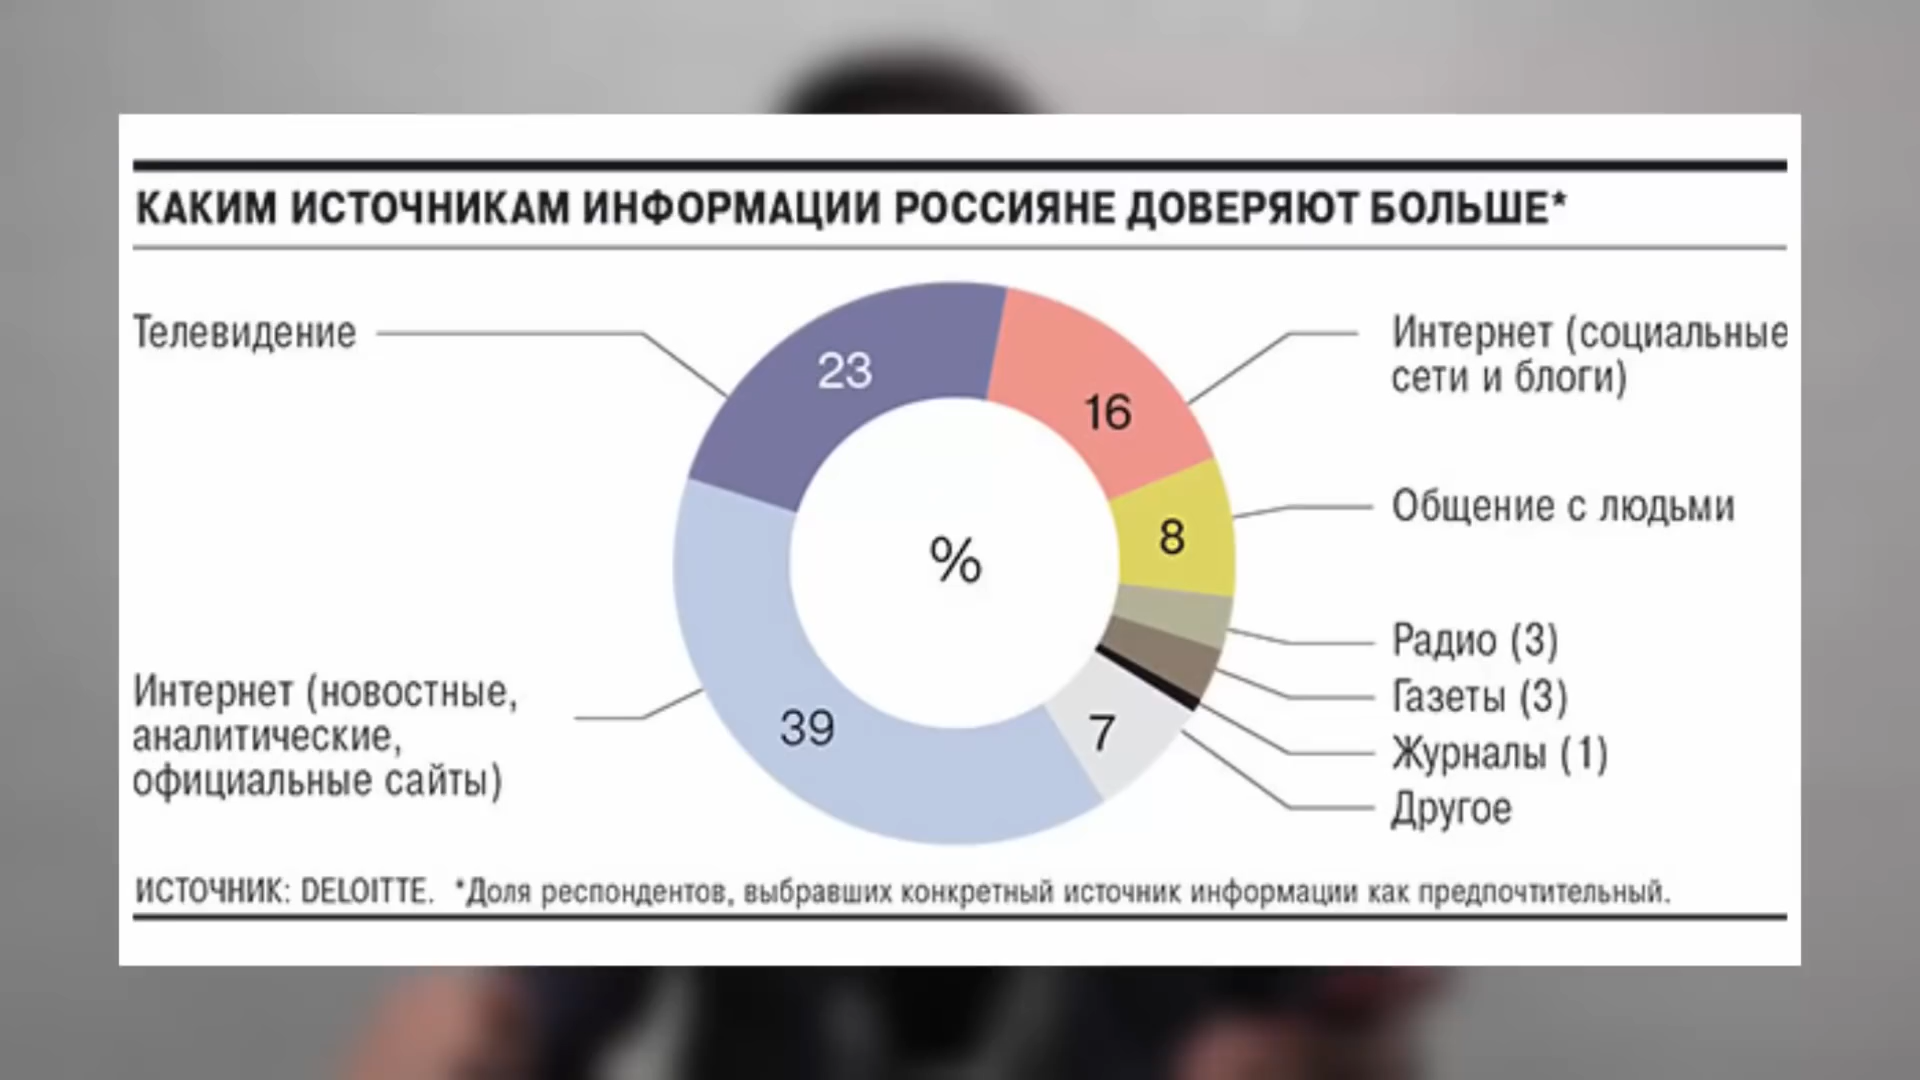 КАКИМ ИСТОЧНИКАМ ИНФОРМАЦИИ РОССИЯНЕ ДОВЕРЯЮТ БОЛЬШЕ*
Телевидение
23
16
Интернет (социальные
сети и блоги)
8
Общение с людьми
%
Радио (3)
Газеты (3)
Журналы (1)
Другое
7
Интернет (новостные,
аналитические,
официальные сайты)
39
ИСТОЧНИК: DELOITTE. *Доля респондентов, выбравших конкретный источник информации как предпочтительный.